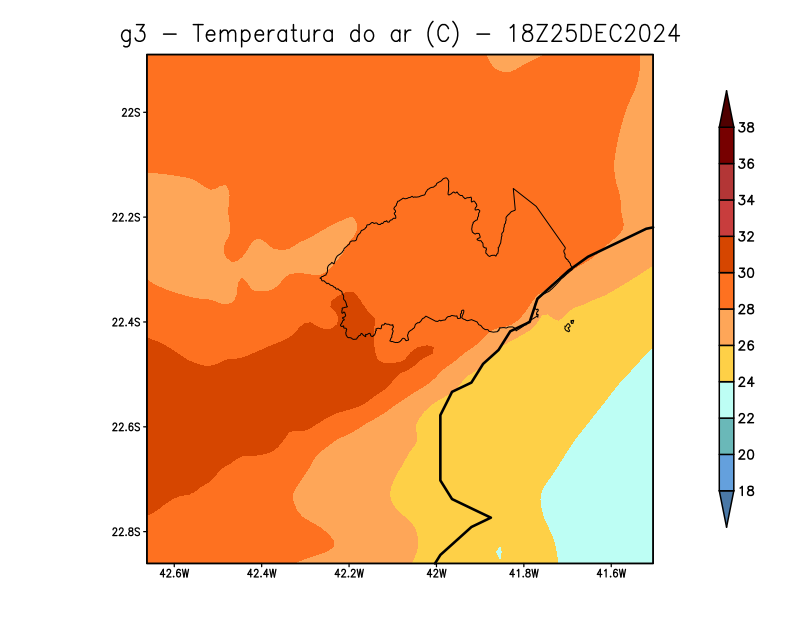 g3 - Temperatura do ar (C) - 18Z25DEC2024
22S
22.2S
22.4S
22.6S
22.8S
42.6W
42.4W
42.2W
42W
41.8W
41.6W
38
36
34
32
30
28
26
24
22
20
18